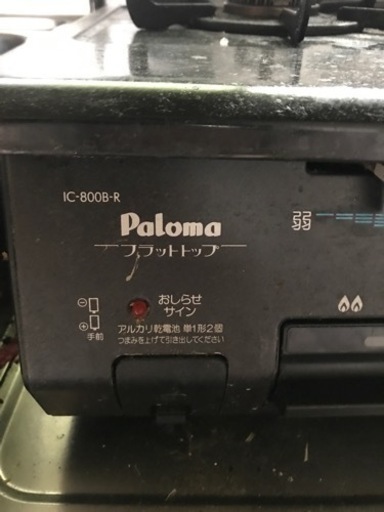 IC-800B-R
Paloma
フラットトップ
弱
おしらせ
サイン
⊖
⊕
手前
アルカリ乾電池 単1形2個
つまみを上げて引き出してください